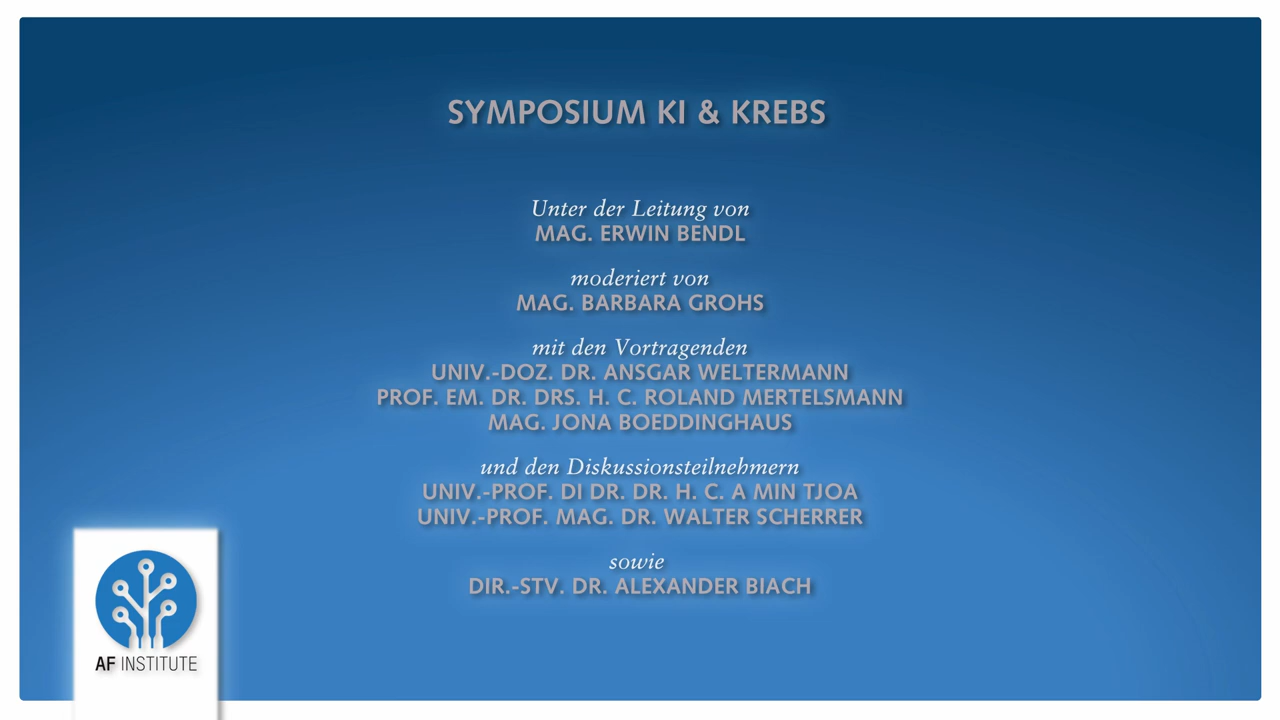 SYMPOSIUM KI & KREBS
Unter der Leitung von
MAG. ERWIN BENDL
moderiert von
MAG. BARBARA GROHS
mit den Vortragenden
UNIV.-DOZ. DR. ANSGAR WELTERMANN
PROF. EM. DR. DRS. H. C. ROLAND MERTELSMANN
MAG. JONA BOEDDINGHAUS
und den Diskussionsteilnehmern
UNIV.-PROF. DI DR. DR. H. C. A MIN TJOA
UNIV.-PROF. MAG. DR. WALTER SCHERRER
sowie
DIR.-STV. DR. ALEXANDER BIACH
AF INSTITUTE